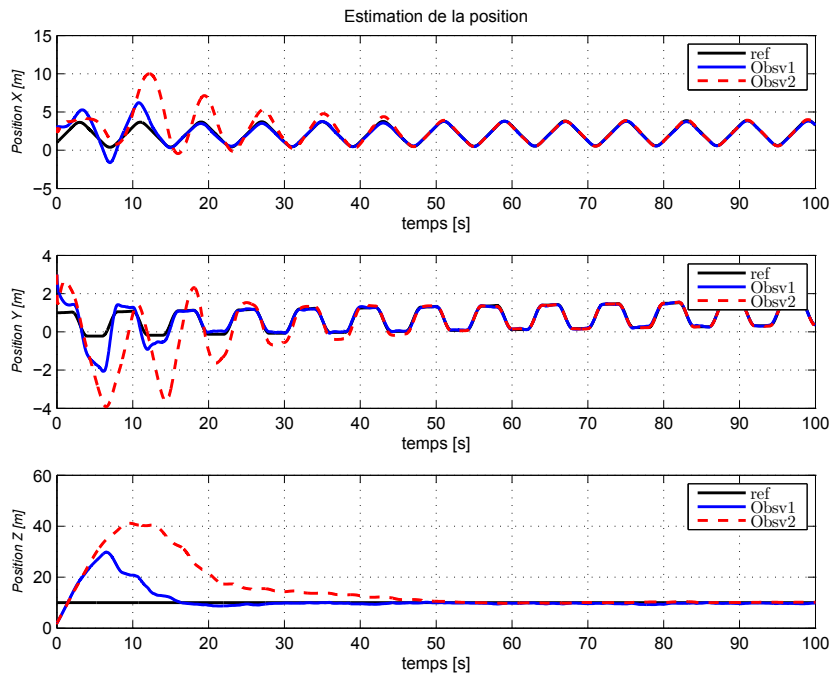 Estimation de la position
15
10
5
0
−5
Position X [m]
0 10 20 30 40 50 60 70 80 90 100
temps [s]
ref
Obsv1
Obsv2
4
2
0
−2
−4
Position Y [m]
0 10 20 30 40 50 60 70 80 90 100
temps [s]
ref
Obsv1
Obsv2
60
40
20
0
Position Z [m]
0 10 20 30 40 50 60 70 80 90 100
temps [s]
ref
Obsv1
Obsv2